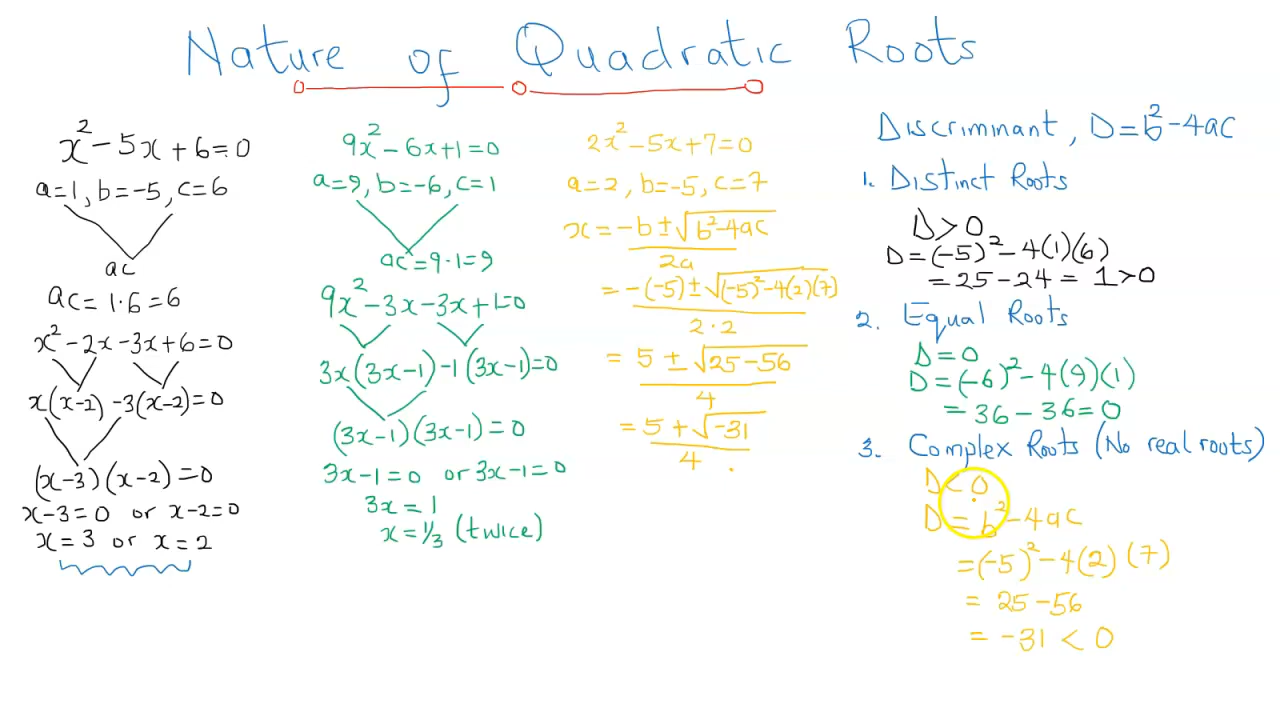 Nature of Quadratic Roots
x² - 5x + 6 = 0
a=1, b=-5, c=6
ac
ac = 1·6 = 6
x² - 2x - 3x + 6 = 0
x(x-2) -3(x-2) = 0
(x-3)(x-2) = 0
x-3=0 or x-2=0
x=3 or x=2
9x² - 6x + 1 = 0
a=9, b=-6, c=1
ac = 9·1 = 9
9x² - 3x - 3x + 1 = 0
3x(3x-1) -1(3x-1) = 0
(3x-1)(3x-1) = 0
3x-1=0 or 3x-1=0
3x = 1
x = 1/3 (twice)
2x² - 5x + 7 = 0
a=2, b=-5, c=7
x = -b ± √b²-4ac
2a
= -(-5) ± √(-5)²-4(2)(7)
2·2
= 5 ± √25-56
4
= 5 + √-31
4 .
Discriminant, D = b² - 4ac
1. Distinct Roots
D > 0
D = (-5)² - 4(1)(6)
= 25 - 24 = 1 > 0
2. Equal Roots
D = 0
D = (-6)² - 4(9)(1)
= 36 - 36 = 0
3. Complex Roots (No real roots)
D < 0
D = b² - 4ac
= (-5)² - 4(2)(7)
= 25 - 56
= -31 < 0